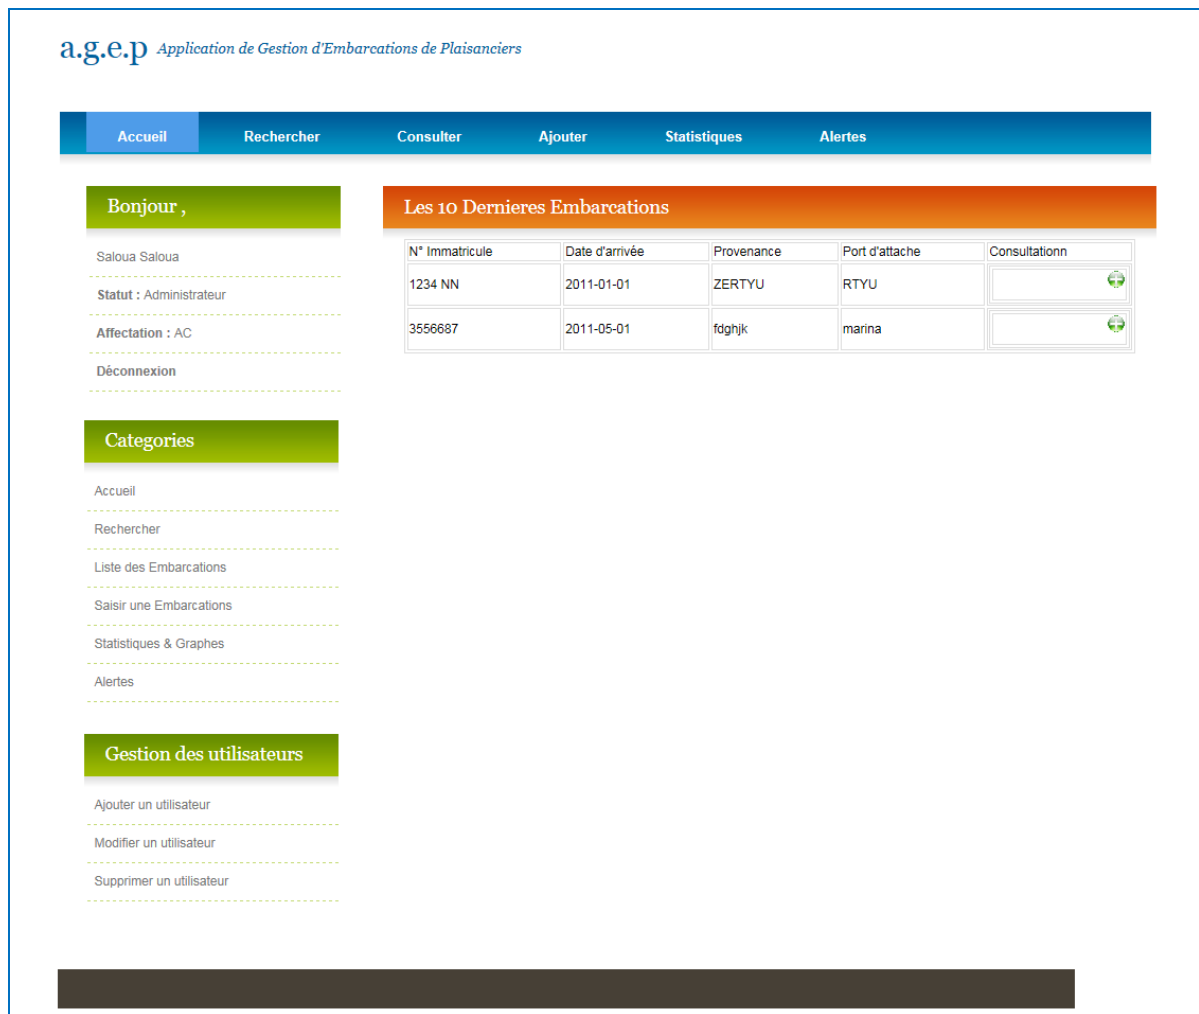 a.g.e.p Application de Gestion d'Embarcations de Plaisanciers
Accueil Rechercher Consulter Ajouter Statistiques Alertes
Bonjour ,
Saloua Saloua
Statut : Administrateur
Affectation : AC
Déconnexion
Categories
Accueil
Rechercher
Liste des Embarcations
Saisir une Embarcations
Statistiques & Graphes
Alertes
Gestion des utilisateurs
Ajouter un utilisateur
Modifier un utilisateur
Supprimer un utilisateur
Les 10 Dernieres Embarcations
N° Immatricule Date d'arrivée Provenance Port d'attache Consultationn
1234 NN 2011-01-01 ZERTYU RTYU
3556687 2011-05-01 fdghjk marina